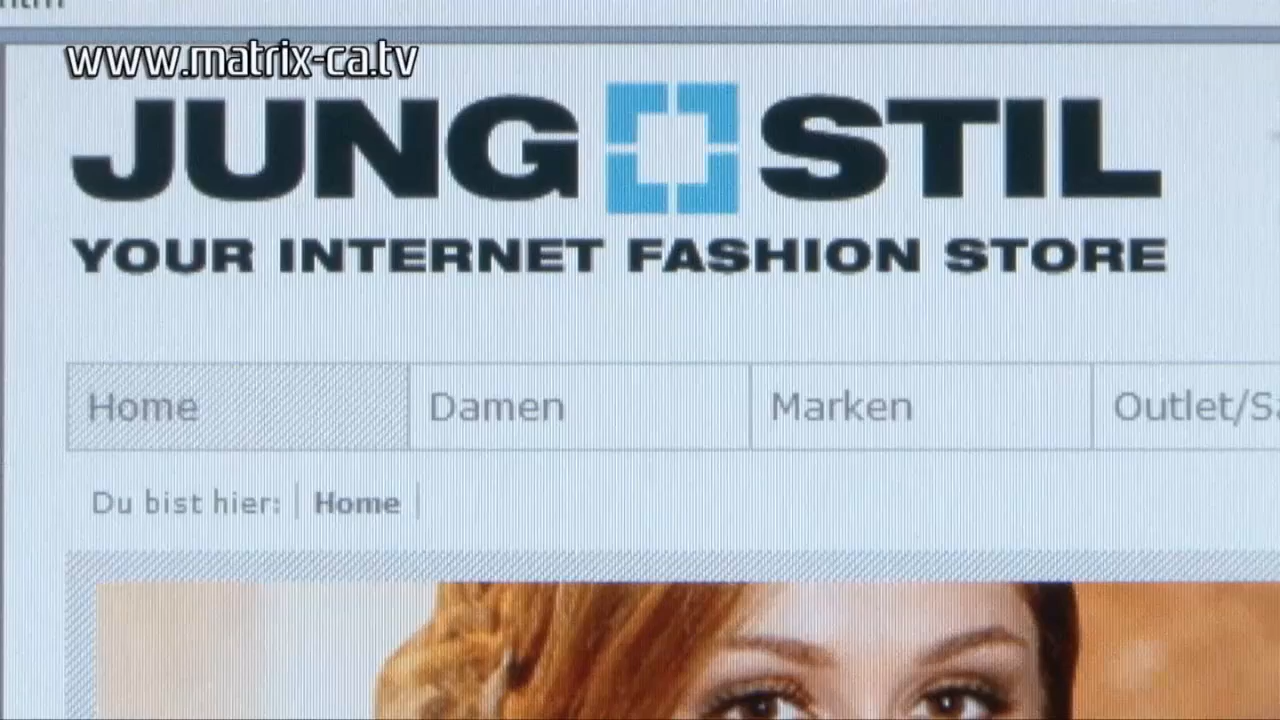 www.matrix-ca.tv
JUNG STIL
YOUR INTERNET FASHION STORE
Home Damen Marken
Du bist hier: Home